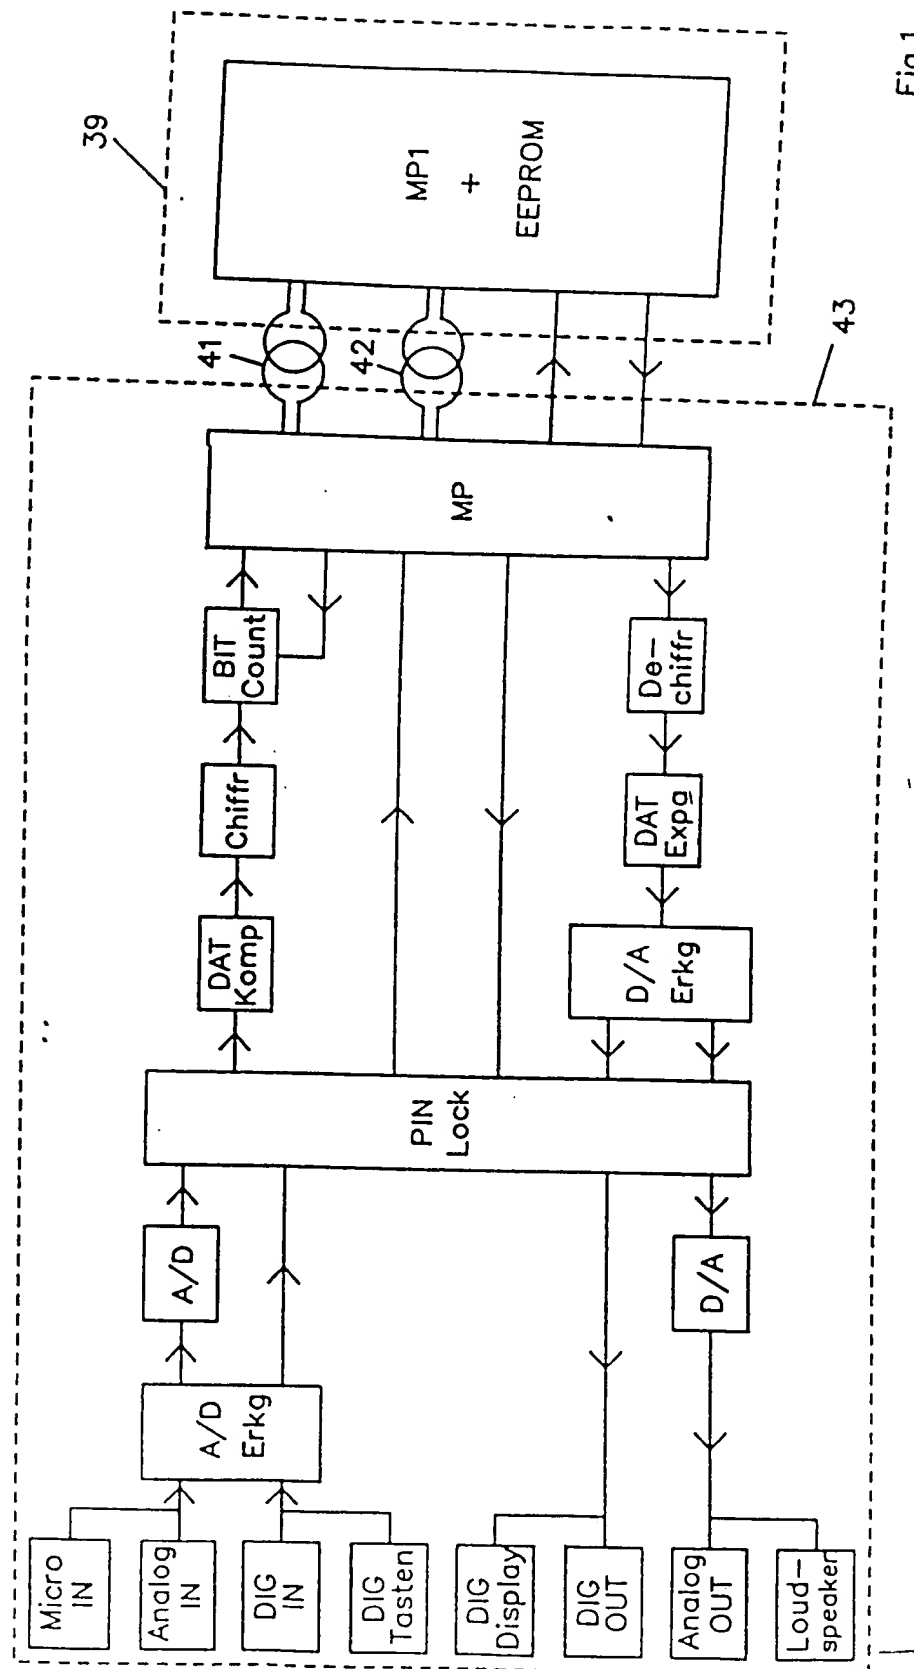 Micro
IN
Analog
IN
DIG
IN
DIG
Tasten
DIG
Display
DIG
OUT
Analog
OUT
Loud-
speaker
A/D
Erkg
A/D
D/A
PIN
Lock
DAT
Komp
Chiffr
BIT
Count
D/A
Erkg
DAT
Expa
De-
chiffr
MP
41
42
43
39
MP1
+
EEPROM
Fig.1